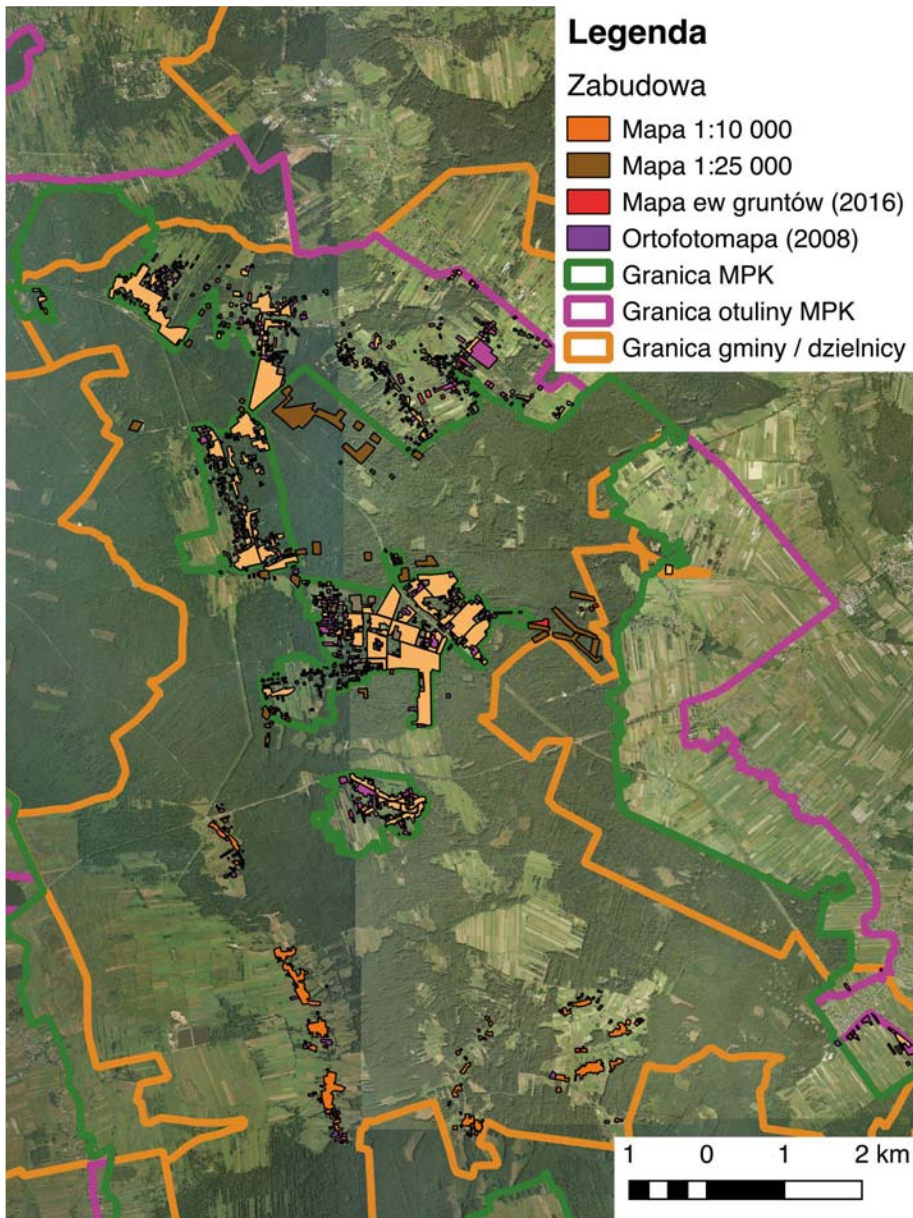 Legenda
Zabudowa
Mapa 1:10 000
Mapa 1:25 000
Mapa ew gruntów (2016)
Ortofotomapa (2008)
Granica MPK
Granica otuliny MPK
Granica gminy / dzielnicy
1 0 1 2 km